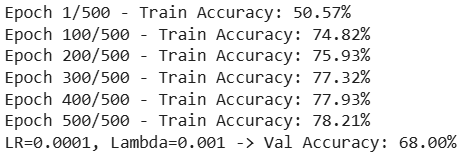 Epoch 1/500 - Train Accuracy: 50.57%
Epoch 100/500 - Train Accuracy: 74.82%
Epoch 200/500 - Train Accuracy: 75.93%
Epoch 300/500 - Train Accuracy: 77.32%
Epoch 400/500 - Train Accuracy: 77.93%
Epoch 500/500 - Train Accuracy: 78.21%
LR=0.0001, Lambda=0.001 -> Val Accuracy: 68.00%